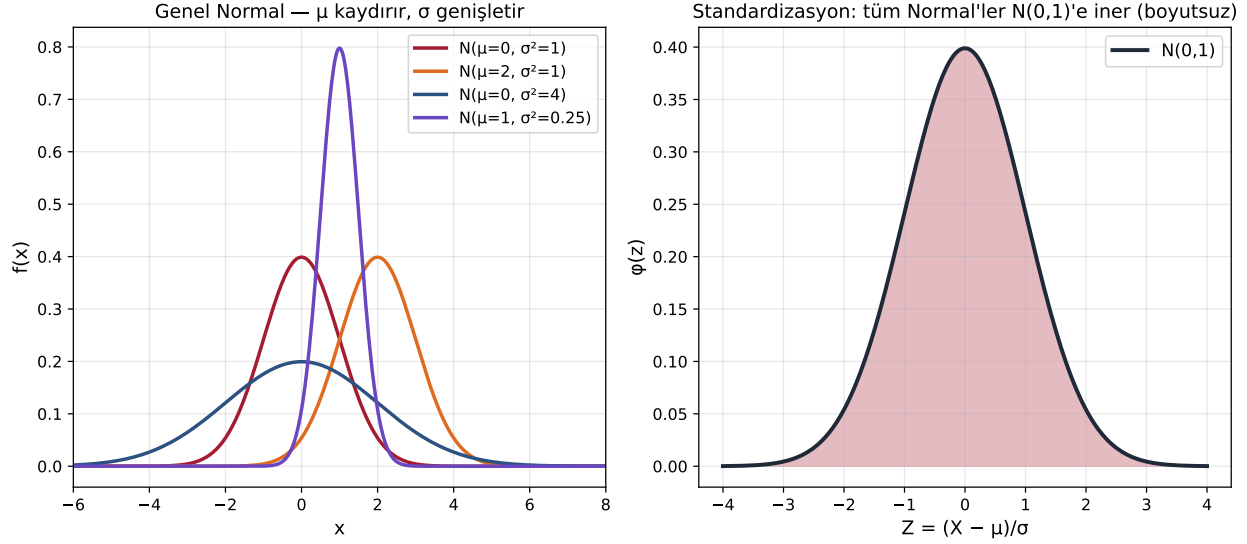 Genel Normal — μ kaydırır, σ genişletir
N(μ=0, σ²=1)
N(μ=2, σ²=1)
N(μ=0, σ²=4)
N(μ=1, σ²=0.25)
f(x)
0.8
0.7
0.6
0.5
0.4
0.3
0.2
0.1
0.0
−6 −4 −2 0 2 4 6 8
x
Standardizasyon: tüm Normal'ler N(0,1)'e iner (boyutsuz)
N(0,1)
φ(z)
0.40
0.35
0.30
0.25
0.20
0.15
0.10
0.05
0.00
−4 −3 −2 −1 0 1 2 3 4
Z = (X − μ)/σ